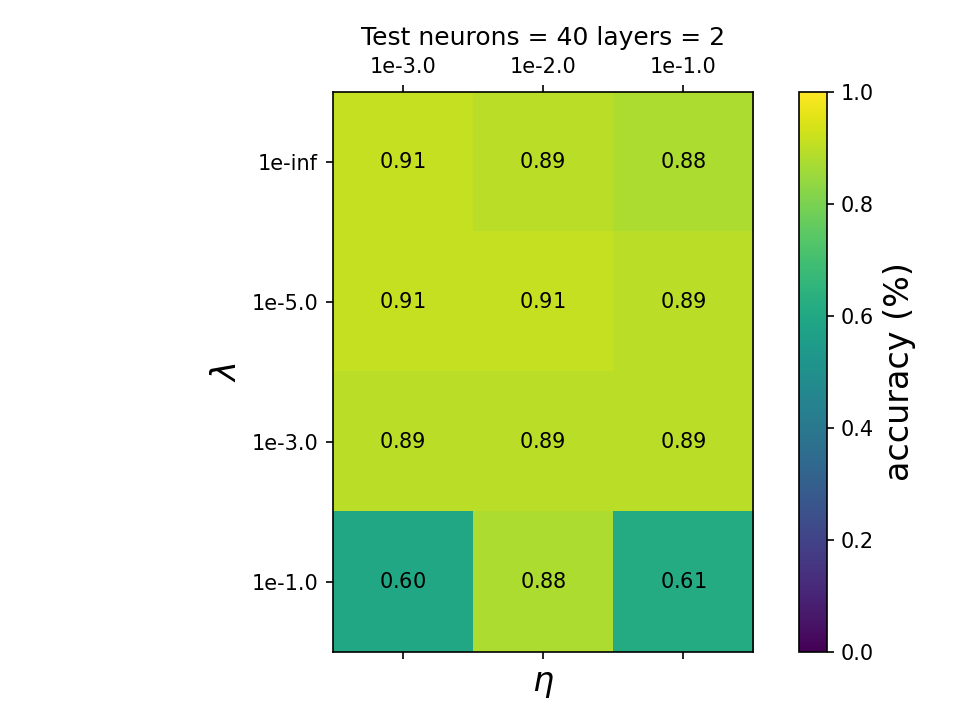 Test neurons = 40 layers = 2
1e-3.0 1e-2.0 1e-1.0
1.0
1e-inf 0.91 0.89 0.88
0.8
1e-5.0 0.91 0.91 0.89
0.6
λ
accuracy (%)
1e-3.0 0.89 0.89 0.89
0.4
0.2
1e-1.0 0.60 0.88 0.61
0.0
η